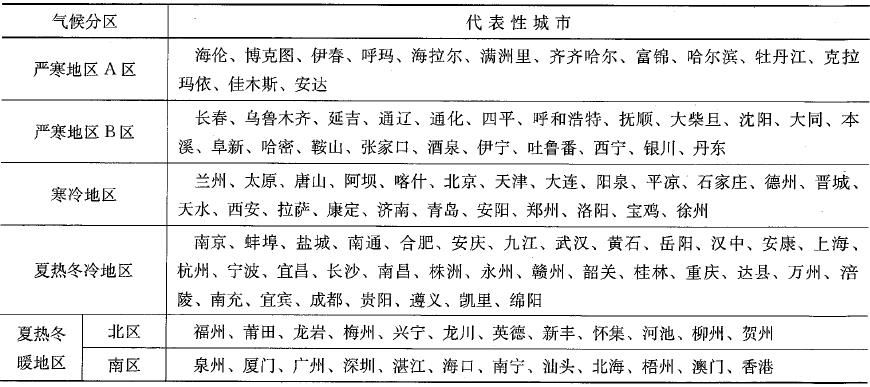 气候分区 代表性城市
严寒地区A区 海伦、博克图、伊春、呼玛、海拉尔、满洲里、齐齐哈尔、富锦、哈尔滨、牡丹江、克拉
玛依、佳木斯、安达
严寒地区B区 长春、乌鲁木齐、延吉、通辽、通化、四平、呼和浩特、抚顺、大柴旦、沈阳、大同、本
溪、阜新、哈密、鞍山、张家口、酒泉、伊宁、吐鲁番、西宁、银川、丹东
寒冷地区 兰州、太原、唐山、阿坝、喀什、北京、天津、大连、阳泉、平凉、石家庄、德州、晋城、
天水、西安、拉萨、康定、济南、青岛、安阳、郑州、洛阳、宝鸡、徐州
夏热冬冷地区 南京、蚌埠、盐城、南通、合肥、安庆、九江、武汉、黄石、岳阳、汉中、安康、上海、
杭州、宁波、宜昌、长沙、南昌、株洲、永州、赣州、韶关、桂林、重庆、达县、万州、涪
陵、南充、宜宾、成都、贵阳、遵义、凯里、绵阳
夏热冬
暖地区
北区 福州、莆田、龙岩、梅州、兴宁、龙川、英德、新丰、怀集、河池、柳州、贺州
南区 泉州、厦门、广州、深圳、湛江、海口、南宁、汕头、北海、梧州、澳门、香港